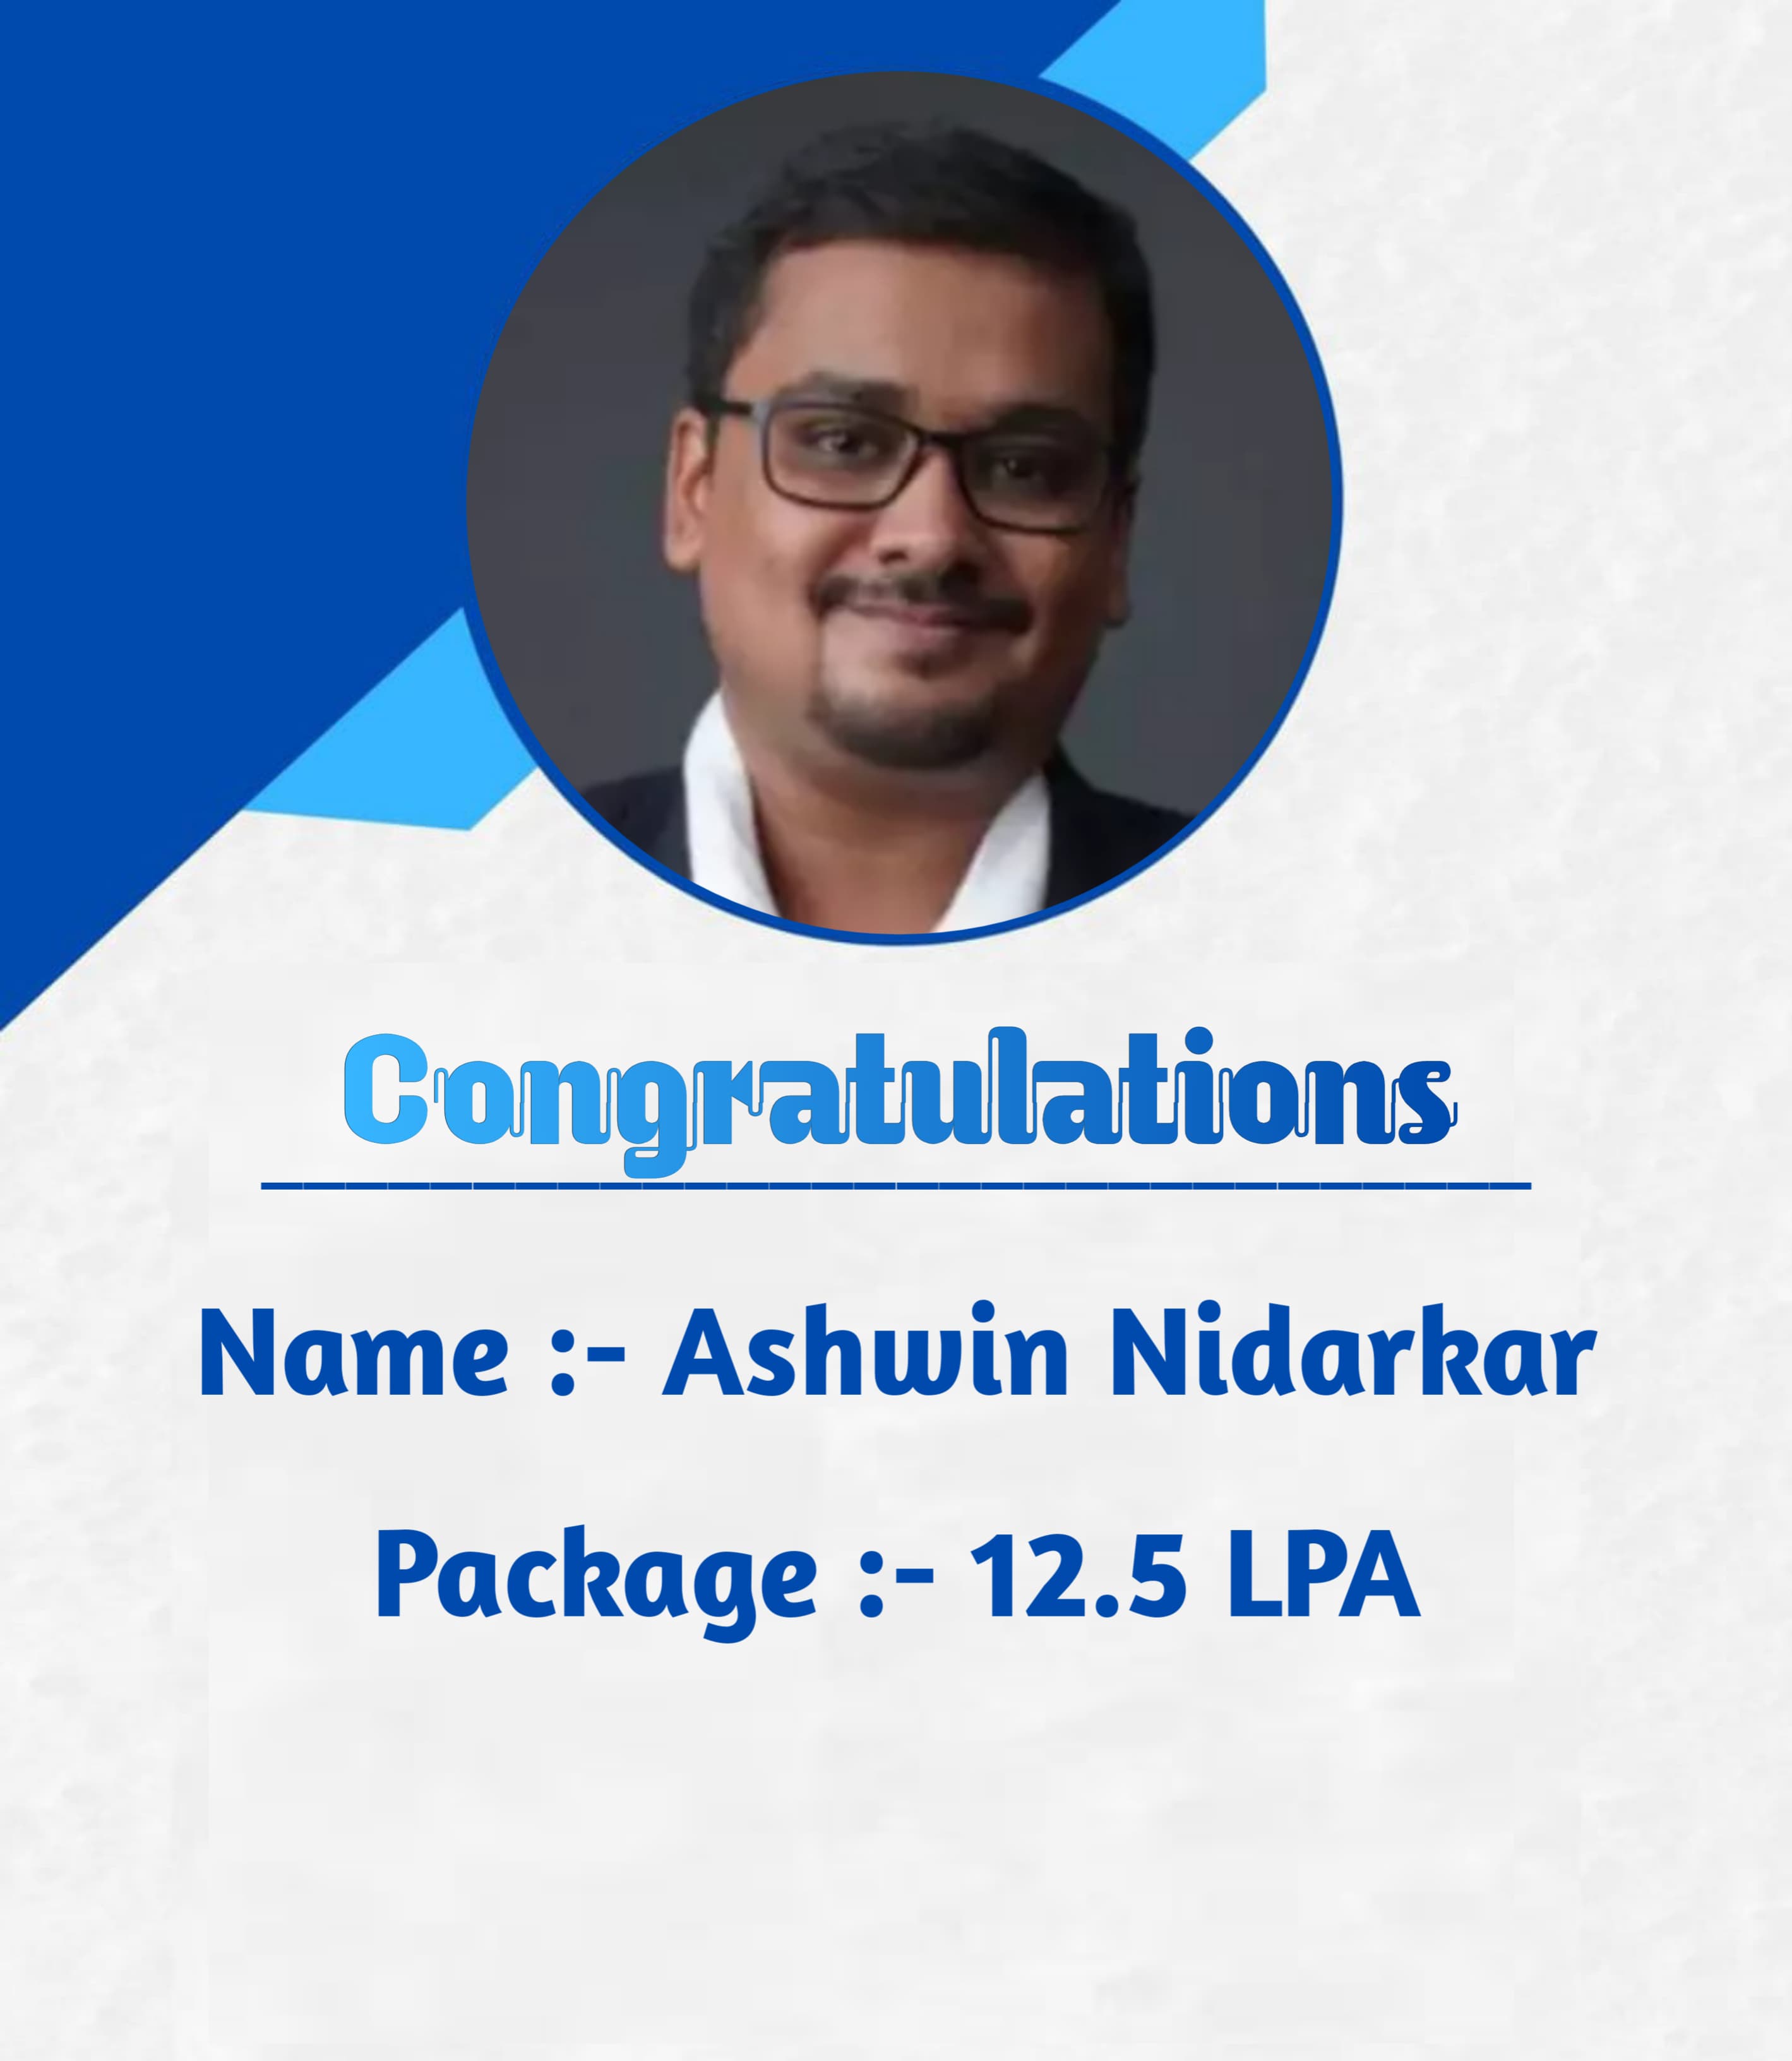 Congratulations
Name :- Ashwin Nidarkar
Package :- 12.5 LPA